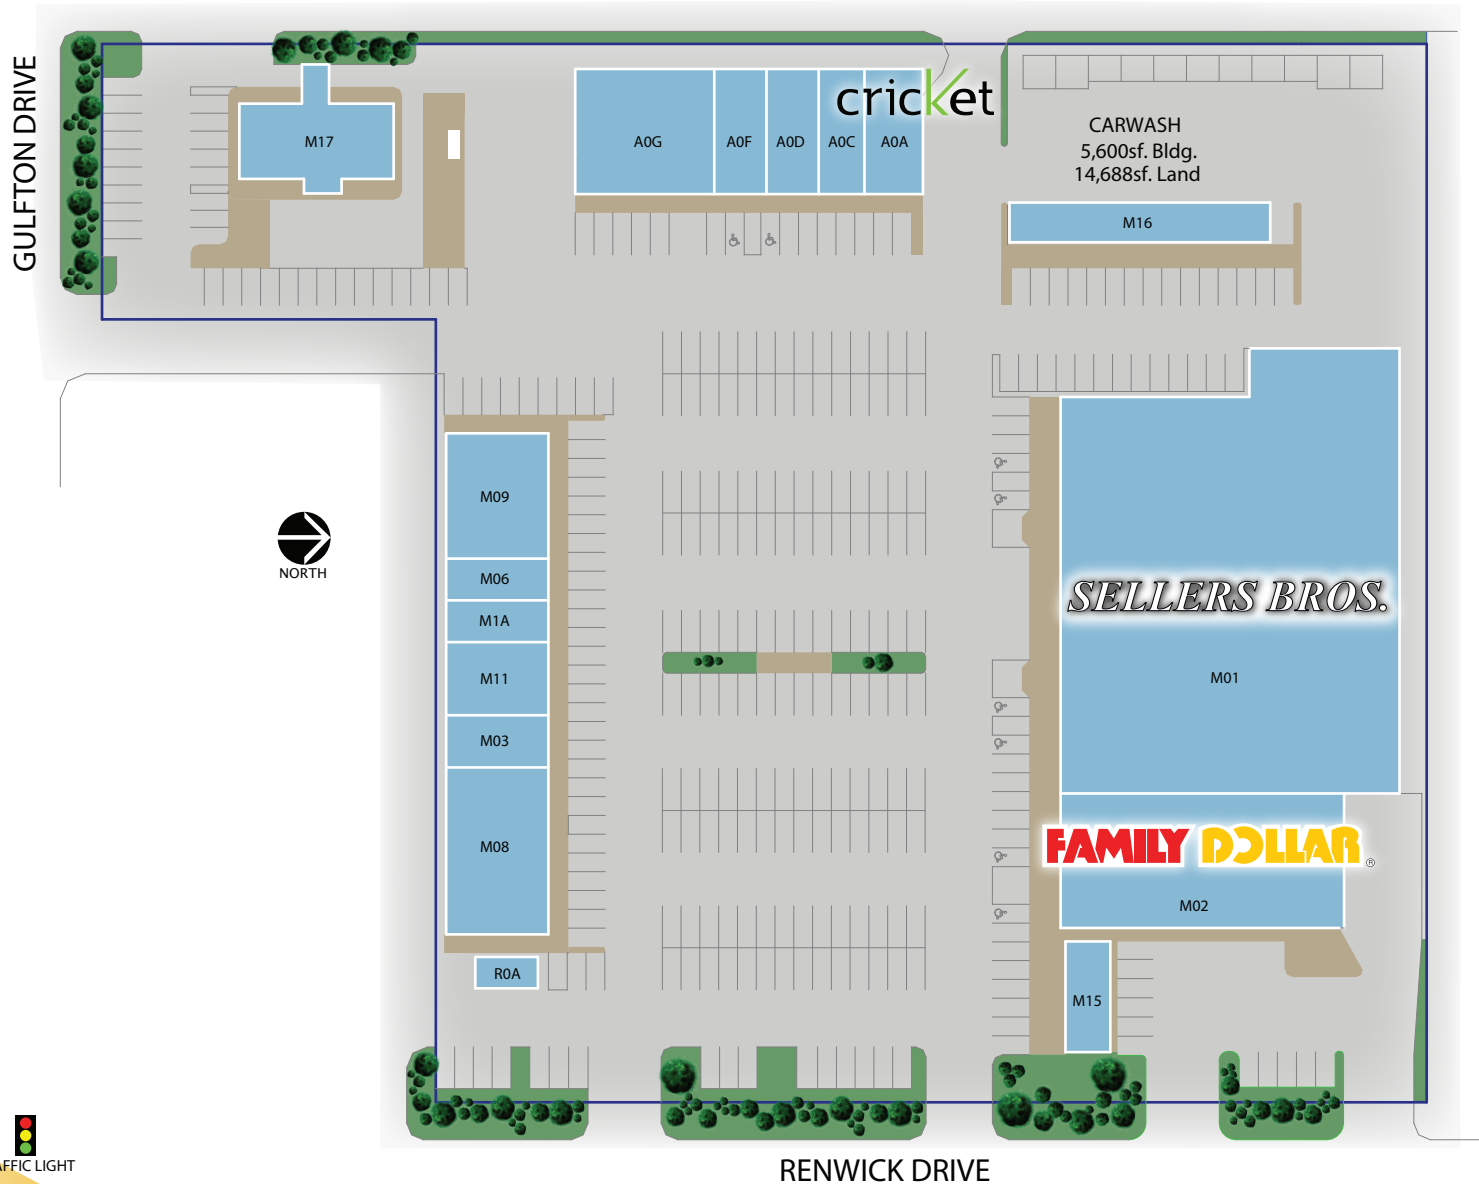 GULFTON DRIVE
M17
A0G
A0F
A0D
A0C
A0A
cricket
CARWASH
5,600sf. Bldg.
14,688sf. Land
M16
M09
M06
M1A
M11
M03
M08
R0A
NORTH
SELLERS BROS.
M01
FAMILY DOLLAR ®
M02
M15
AFFIC LIGHT
RENWICK DRIVE